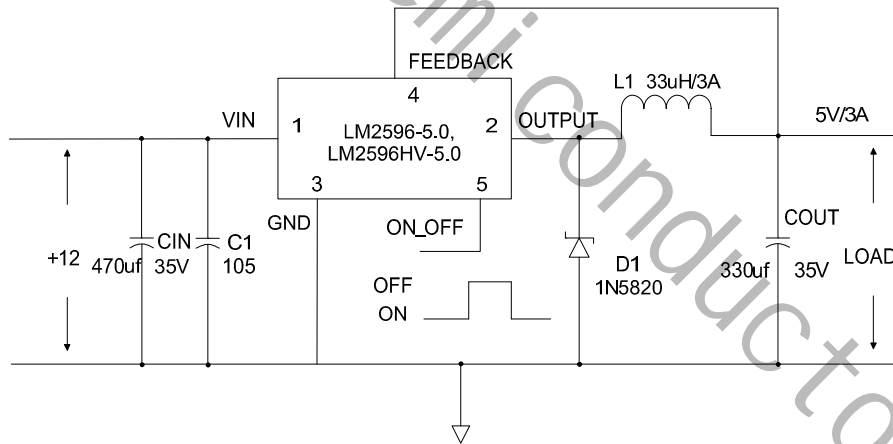 FEEDBACK
4
L1 33uH/3A
VIN
1
LM2596-5.0,
LM2596HV-5.0
2
OUTPUT
5V/3A
3
5
GND
ON_OFF
COUT
+12
CIN
C1
470uf
35V
105
D1
1N5820
330uf
35V
LOAD
OFF
ON
conducto